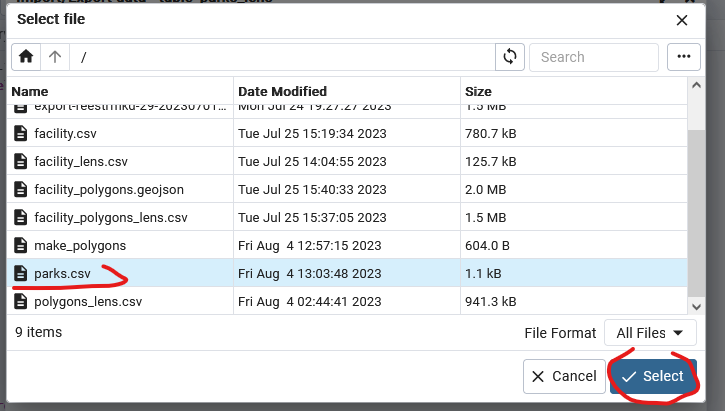 Import/Export data - table 'parks_lens'
Select file
/
Search
Name Date Modified Size
export-reestrmkd-29-20230701... Mon Jul 24 19:27:27 2023 1.5 MB
facility.csv Tue Jul 25 15:19:34 2023 780.7 kB
facility_lens.csv Tue Jul 25 14:04:55 2023 125.7 kB
facility_polygons.geojson Tue Jul 25 15:40:33 2023 2.0 MB
facility_polygons_lens.csv Tue Jul 25 15:37:05 2023 1.5 MB
make_polygons Fri Aug 4 12:57:15 2023 604.0 B
parks.csv Fri Aug 4 13:03:48 2023 1.1 kB
polygons_lens.csv Fri Aug 4 02:44:41 2023 941.3 kB
9 items
File Format All Files
Cancel Select